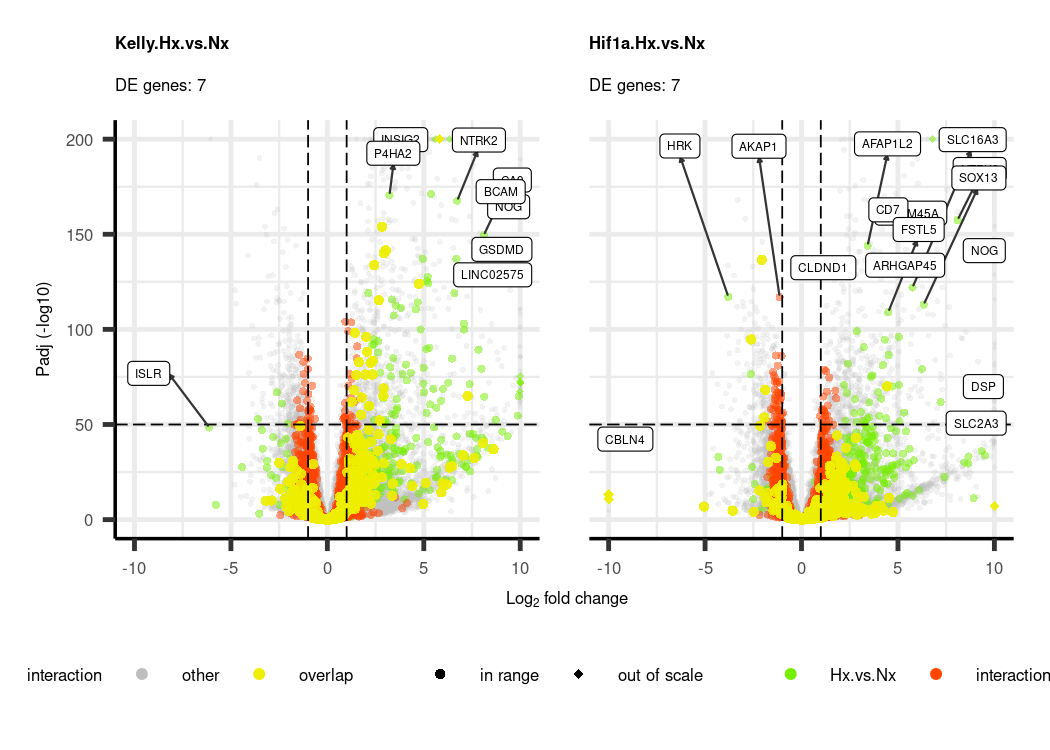 Kelly.Hx.vs.Nx
DE genes: 7
Hif1a.Hx.vs.Nx
DE genes: 7
Padj (-log10)
200
150
100
50
0
INSIG2
P4HA2
NTRK2
BCAM
NOG
GSDMD
LINC02575
ISLR
-10
-5
0
5
10
HRK
AKAP1
AFAP1L2
SLC16A3
SOX13
CD7
M45A
FSTL5
NOG
CLDND1
ARHGAP45
DSP
SLC2A3
CBLN4
-10
-5
0
5
10
Log2 fold change
interaction other overlap in range out of scale Hx.vs.Nx interaction